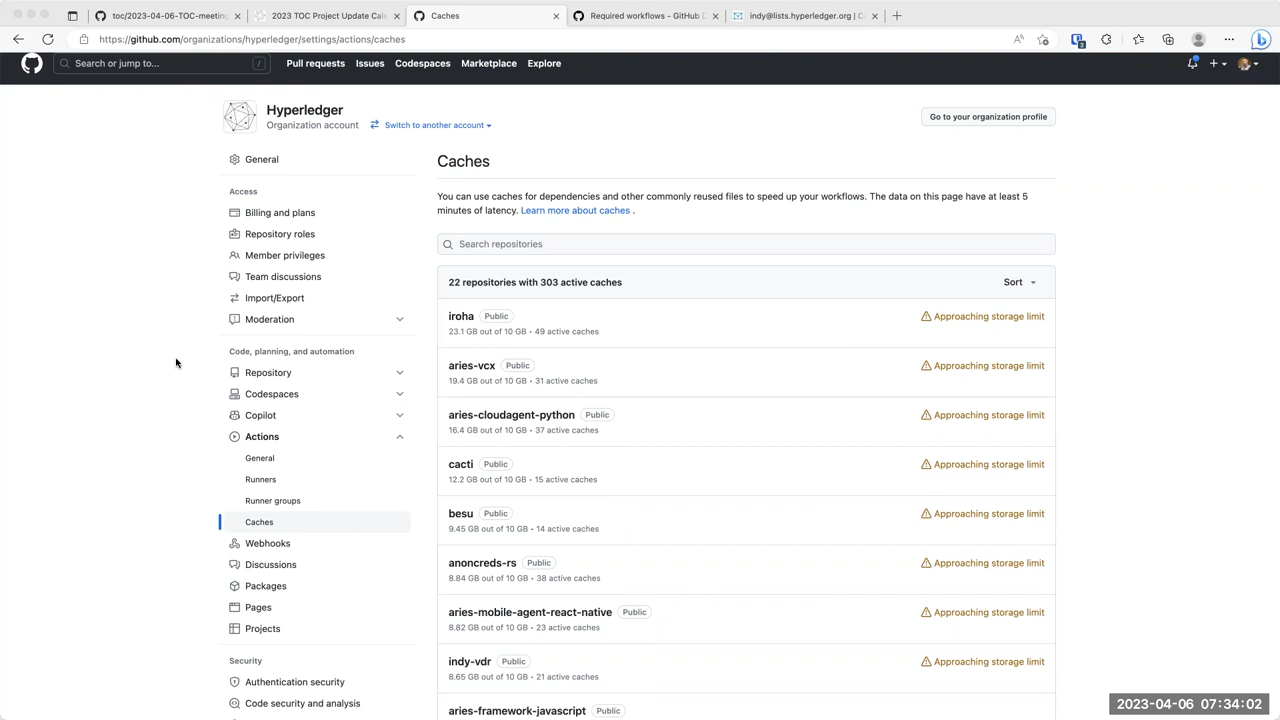 toc/2023-04-06-TOC-meeting
2023 TOC Project Update Cale
Caches
Required workflows - GitHub D
indy@lists.hyperledger.org | C
https://github.com/organizations/hyperledger/settings/actions/caches
Search or jump to...
/
Pull requests
Issues
Codespaces
Marketplace
Explore
Hyperledger
Organization account
Switch to another account
Go to your organization profile
General
Access
Billing and plans
Repository roles
Member privileges
Team discussions
Import/Export
Moderation
Code, planning, and automation
Repository
Codespaces
Copilot
Actions
General
Runners
Runner groups
Caches
Webhooks
Discussions
Packages
Pages
Projects
Security
Authentication security
Code security and analysis
Caches
You can use caches for dependencies and other commonly reused files to speed up your workflows. The data on this page have at least 5
minutes of latency. Learn more about caches .
Search repositories
22 repositories with 303 active caches
Sort
iroha Public
Approaching storage limit
23.1 GB out of 10 GB • 49 active caches
aries-vcx Public
Approaching storage limit
19.4 GB out of 10 GB • 31 active caches
aries-cloudagent-python Public
Approaching storage limit
16.4 GB out of 10 GB • 37 active caches
cacti Public
Approaching storage limit
12.2 GB out of 10 GB • 15 active caches
besu Public
Approaching storage limit
9.45 GB out of 10 GB • 14 active caches
anoncreds-rs Public
Approaching storage limit
8.84 GB out of 10 GB • 38 active caches
aries-mobile-agent-react-native Public
Approaching storage limit
8.82 GB out of 10 GB • 23 active caches
indy-vdr Public
Approaching storage limit
8.65 GB out of 10 GB • 21 active caches
aries-framework-javascript Public
2023-04-06 07:34:02